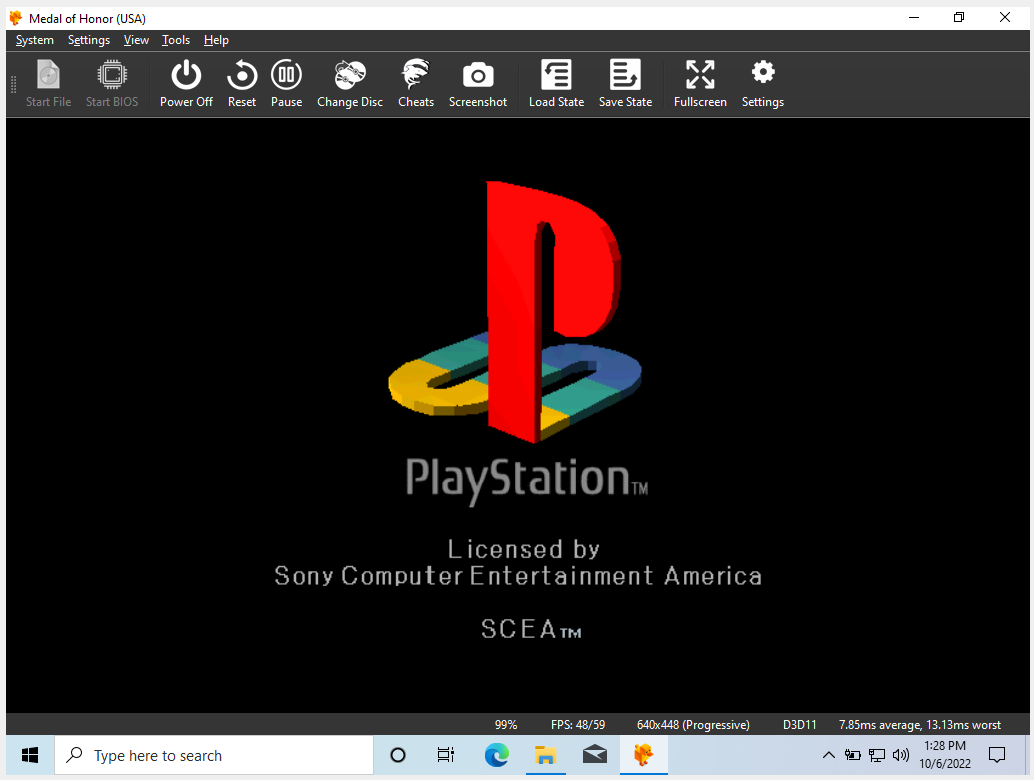 Medal of Honor (USA)
System Settings View Tools Help
Start File Start BIOS Power Off Reset Pause Change Disc Cheats Screenshot Load State Save State Fullscreen Settings
PlayStation™
Licensed by
Sony Computer Entertainment America
SCEA™
99% FPS: 48/59 640x448 (Progressive) D3D11 7.85ms average, 13.13ms worst
Type here to search
1:28 PM
10/6/2022